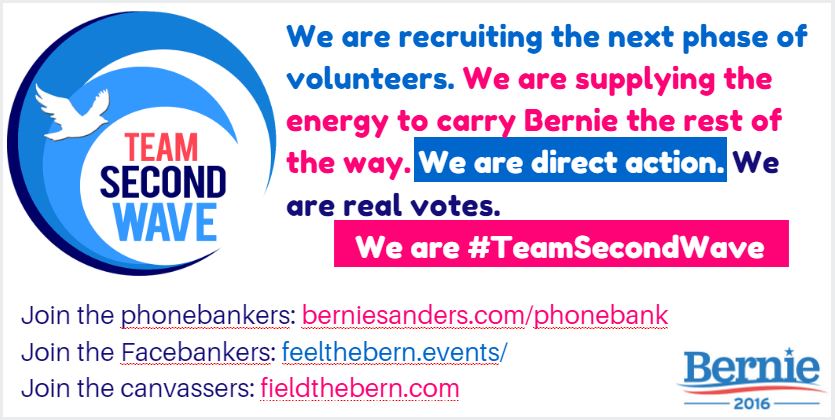 TEAM
SECOND
WAVE
We are recruiting the next phase of
volunteers. We are supplying the
energy to carry Bernie the rest of
the way. We are direct action. We
are real votes.
We are #TeamSecondWave
Join the phonebankers: berniesanders.com/phonebank
Join the Facebankers: feelthebern.events/
Join the canvassers: fieldthebern.com
Bernie
2016